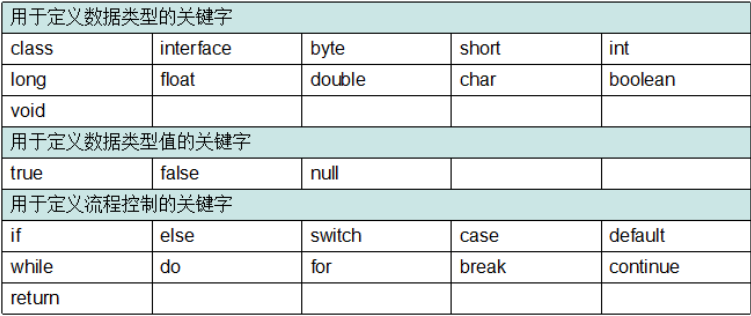 用于定义数据类型的关键字
class interface byte short int
long float double char boolean
void
用于定义数据类型值的关键字
true false null
用于定义流程控制的关键字
if else switch case default
while do for break continue
return